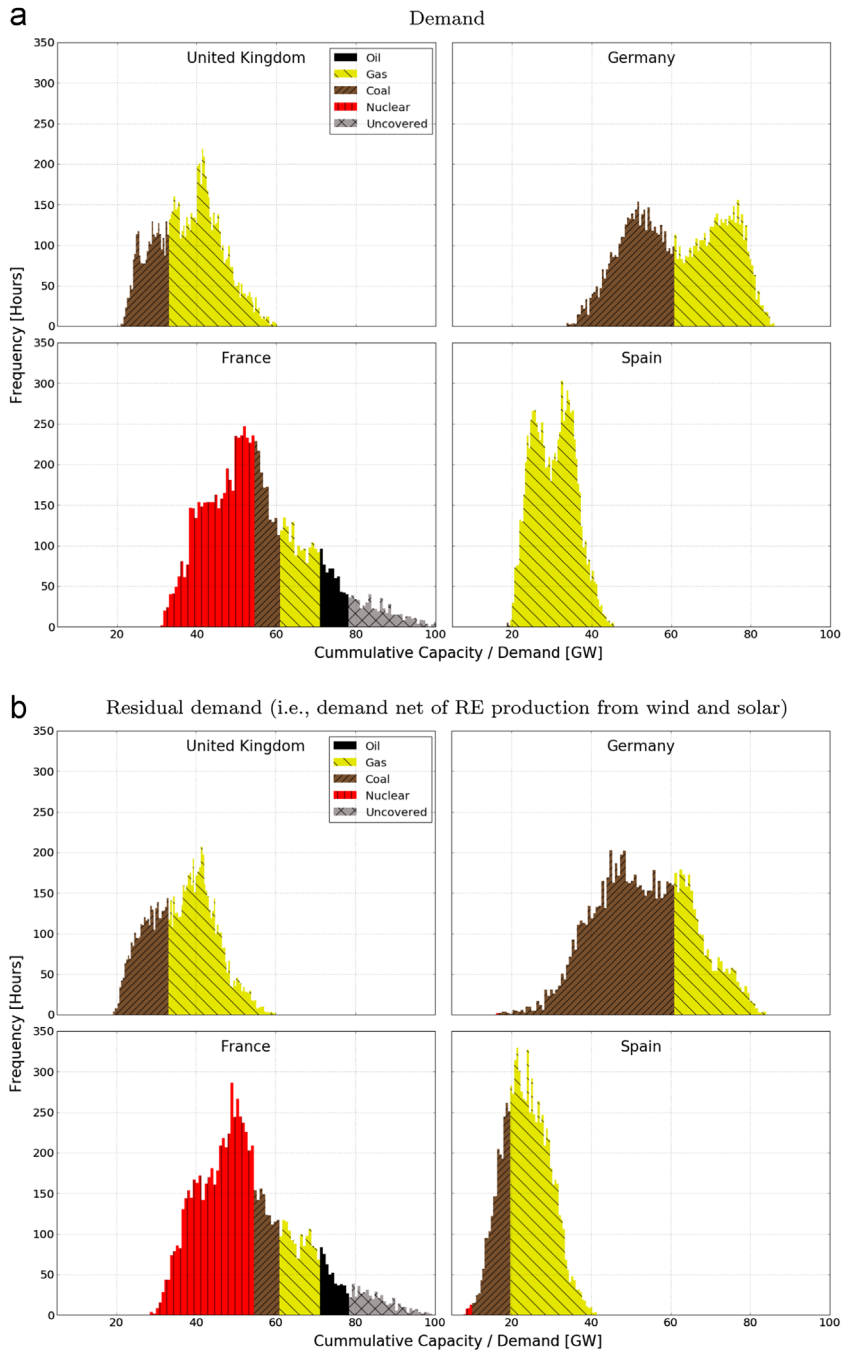 a
Demand
United Kingdom
Oil
Gas
Coal
Nuclear
Uncovered
Germany
350
300
250
200
150
100
50
0
France
Spain
350
300
250
200
150
100
50
0
Frequency [Hours]
20 40 60 80 100
20 40 60 80 100
Cummulative Capacity / Demand [GW]
b
Residual demand (i.e., demand net of RE production from wind and solar)
United Kingdom
Oil
Gas
Coal
Nuclear
Uncovered
Germany
350
300
250
200
150
100
50
0
France
Spain
350
300
250
200
150
100
50
0
Frequency [Hours]
20 40 60 80 100
20 40 60 80 100
Cummulative Capacity / Demand [GW]